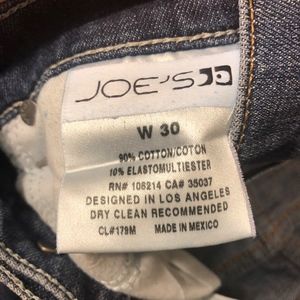 JOE'S
W 30
90% COTTON/COTON
10% ELASTOMULTIESTER
RN# 108214 CA# 35037
DESIGNED IN LOS ANGELES
DRY CLEAN RECOMMENDED
CL#179M MADE IN MEXICO